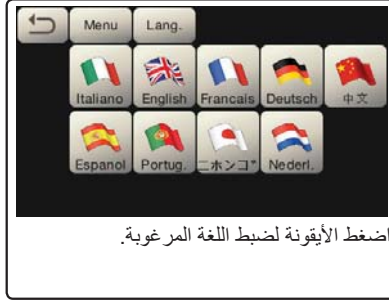 Menu Lang.
Italiano English Francais Deutsch 中文
Espanol Portug. ニホンコ゛ Nederl.
اضغط الأيقونة لضبط اللغة المرغوبة.